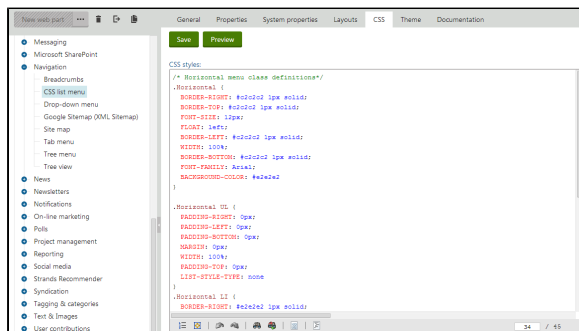 New web part ···
General Properties System properties Layouts CSS Theme Documentation
Messaging
Microsoft SharePoint
Navigation
Breadcrumbs
CSS list menu
Drop-down menu
Google Sitemap (XML Sitemap)
Site map
Tab menu
Tree menu
Tree view
News
Newsletters
Notifications
On-line marketing
Polls
Project management
Reporting
Social media
Strands Recommender
Syndication
Tagging & categories
Text & Images
User contributions
Save Preview
CSS styles:
/* Horizontal menu class definitions*/
.Horizontal {
BORDER-RIGHT: #c2c2c2 1px solid;
BORDER-TOP: #c2c2c2 1px solid;
FONT-SIZE: 12px;
FLOAT: left;
BORDER-LEFT: #c2c2c2 1px solid;
WIDTH: 100%;
BORDER-BOTTOM: #c2c2c2 1px solid;
FONT-FAMILY: Arial;
BACKGROUND-COLOR: #e2e2e2
}
.Horizontal UL {
PADDING-RIGHT: 0px;
PADDING-LEFT: 0px;
PADDING-BOTTOM: 0px;
MARGIN: 0px;
WIDTH: 100%;
PADDING-TOP: 0px;
LIST-STYLE-TYPE: none
}
.Horizontal LI {
BORDER-RIGHT: #e2e2e2 1px solid;
34 / 65